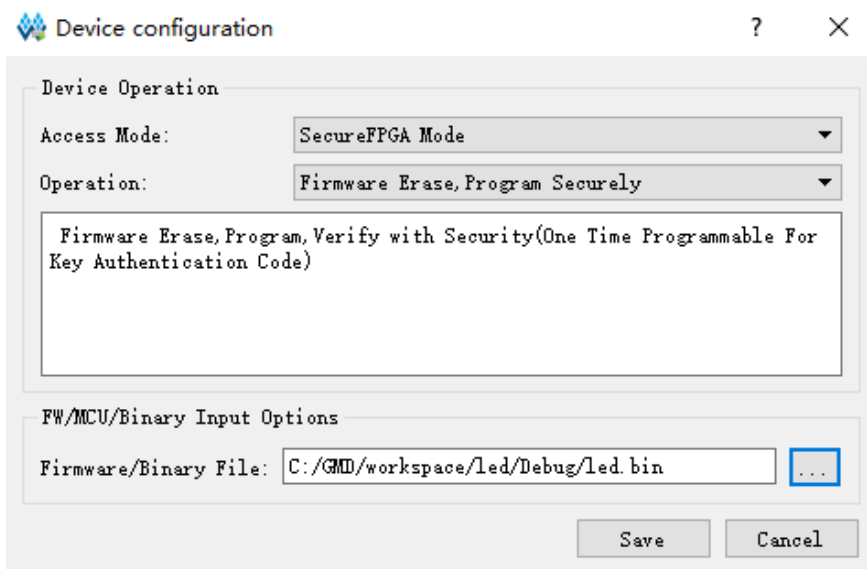 Device configuration
?
Device Operation
Access Mode:
SecureFPGA Mode
Operation:
Firmware Erase,Program Securely
Firmware Erase,Program,Verify with Security(One Time Programmable For
Key Authentication Code)
FW/MCU/Binary Input Options
Firmware/Binary File:
C:/GMD/workspace/led/Debug/led.bin
...
Save
Cancel